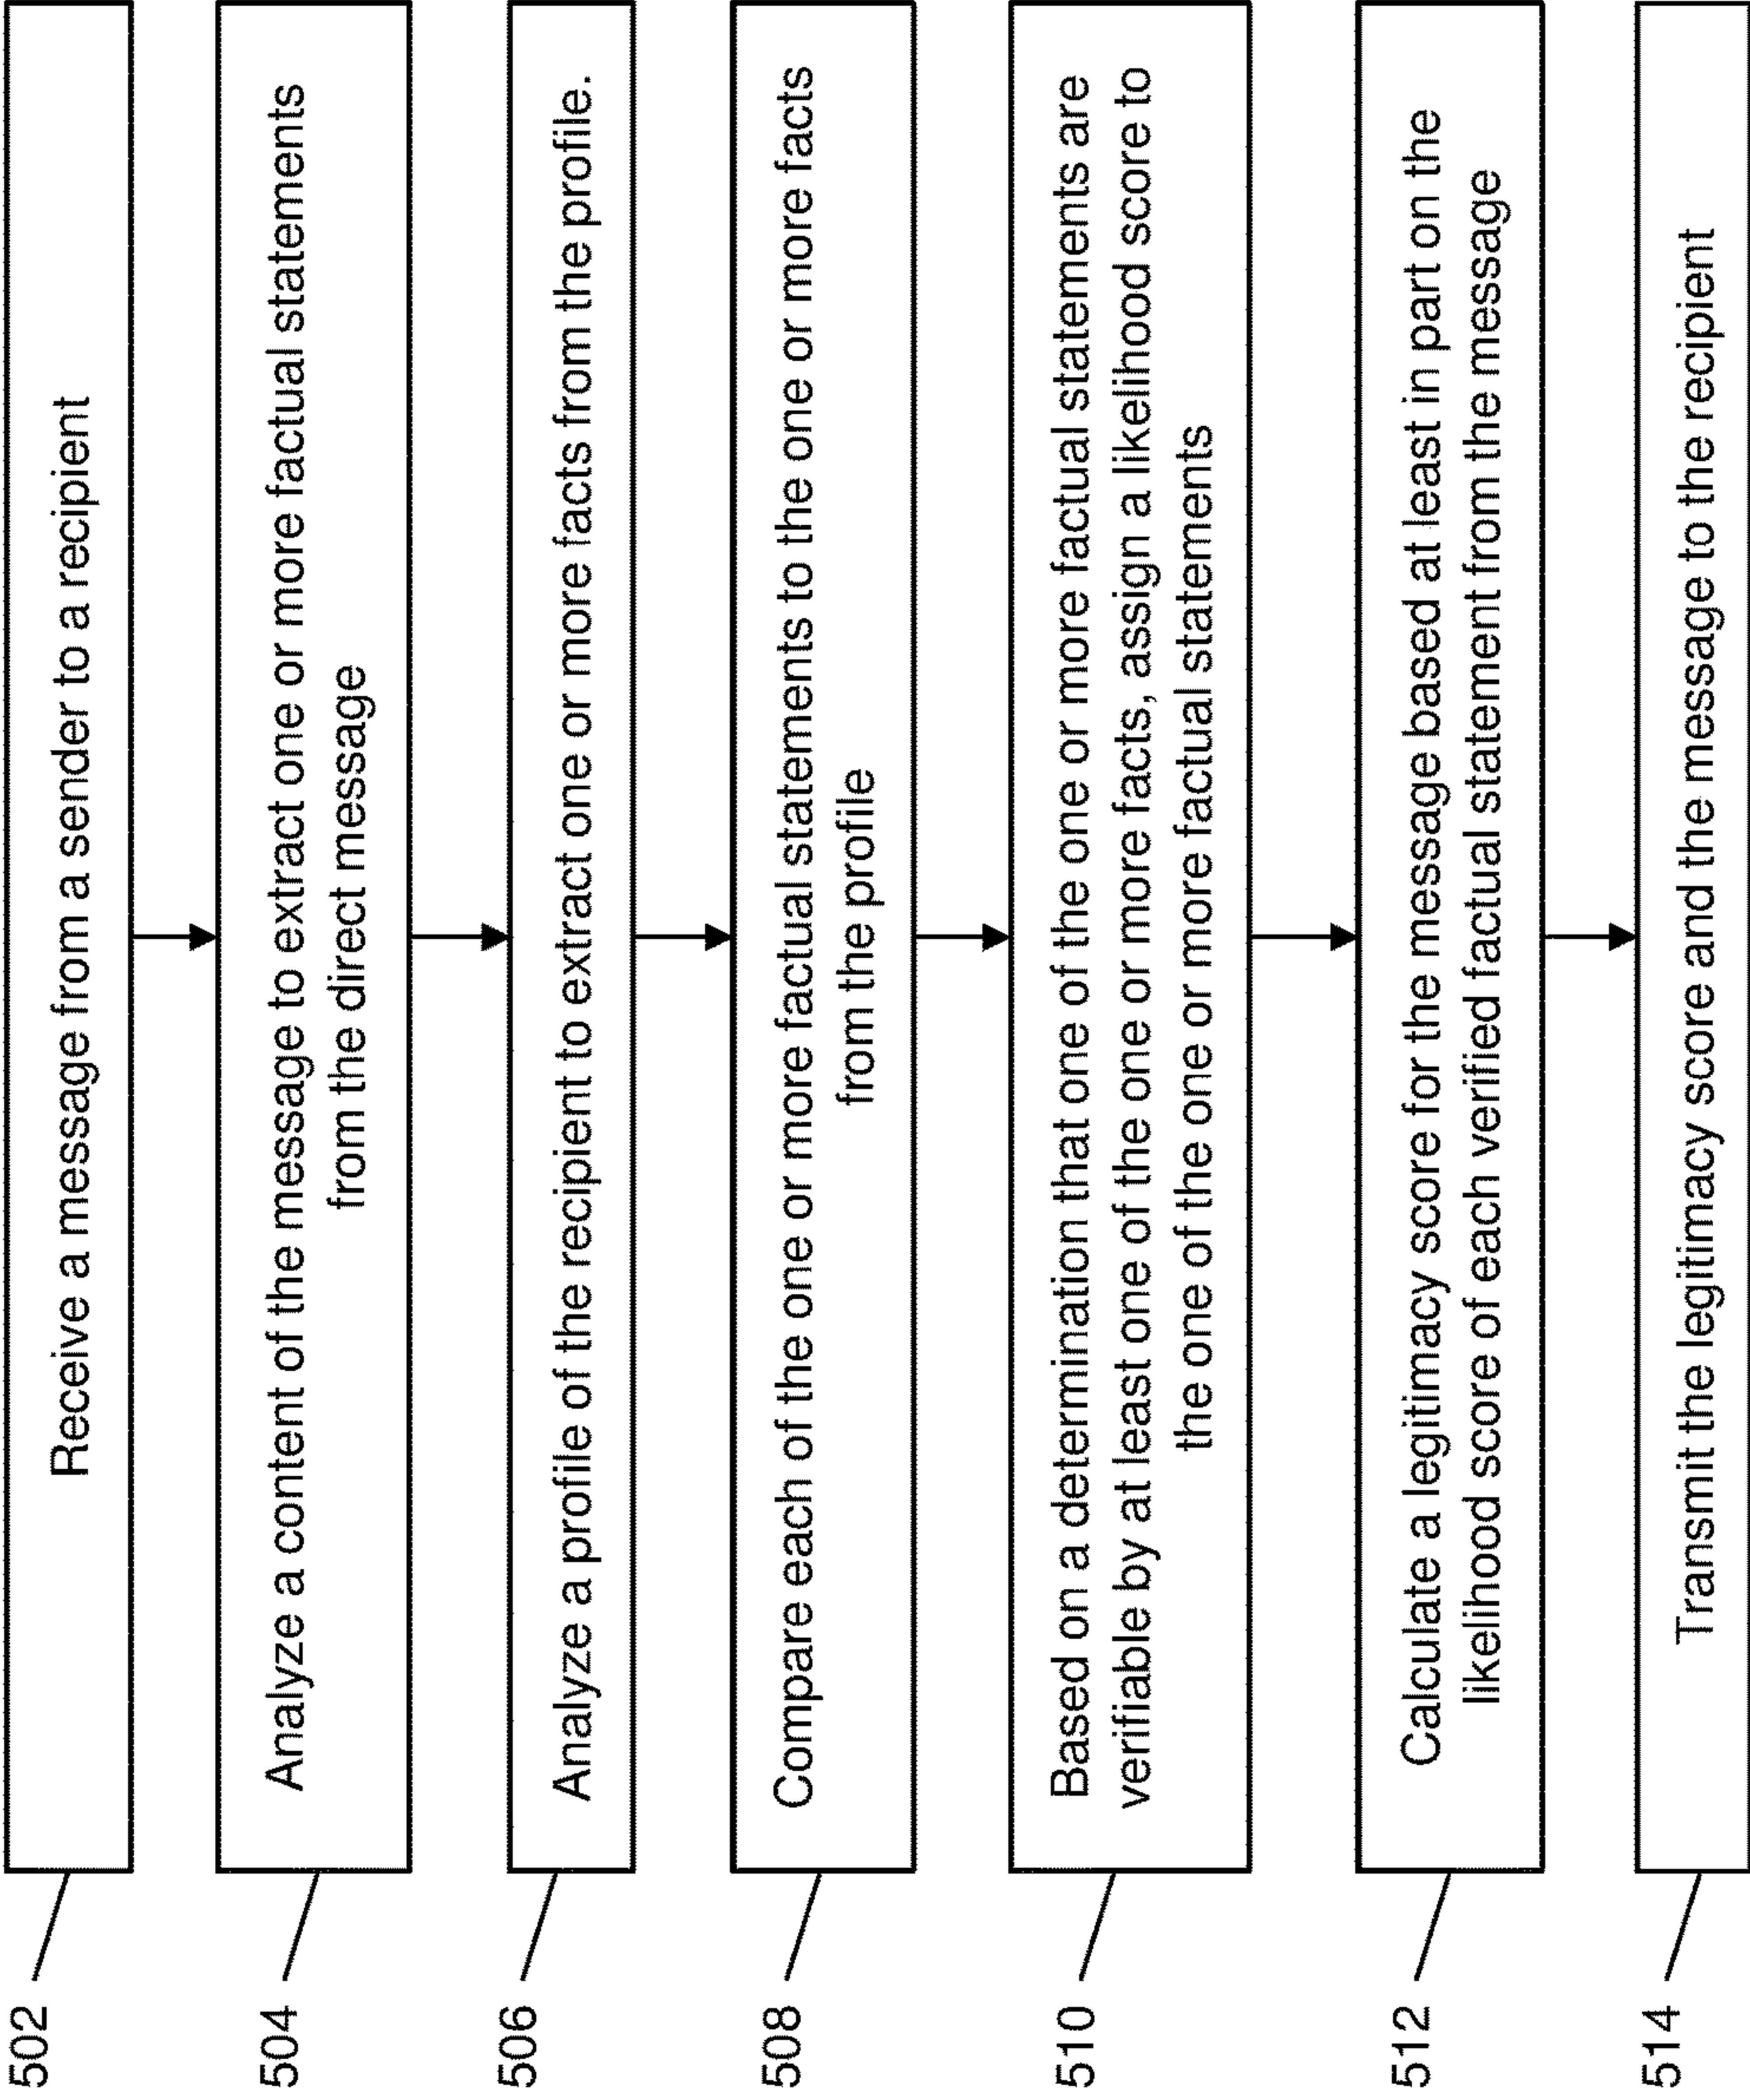 502
Receive a message from a sender to a recipient
504
Analyze a content of the message to extract one or more factual statements
from the direct message
506
Analyze a profile of the recipient to extract one or more facts from the profile.
508
Compare each of the one or more factual statements to the one or more facts
from the profile
510
Based on a determination that one of the one or more factual statements are
verifiable by at least one of the one or more facts, assign a likelihood score to
the one of the one or more factual statements
512
Calculate a legitimacy score for the message based at least in part on the
likelihood score of each verified factual statement from the message
514
Transmit the legitimacy score and the message to the recipient